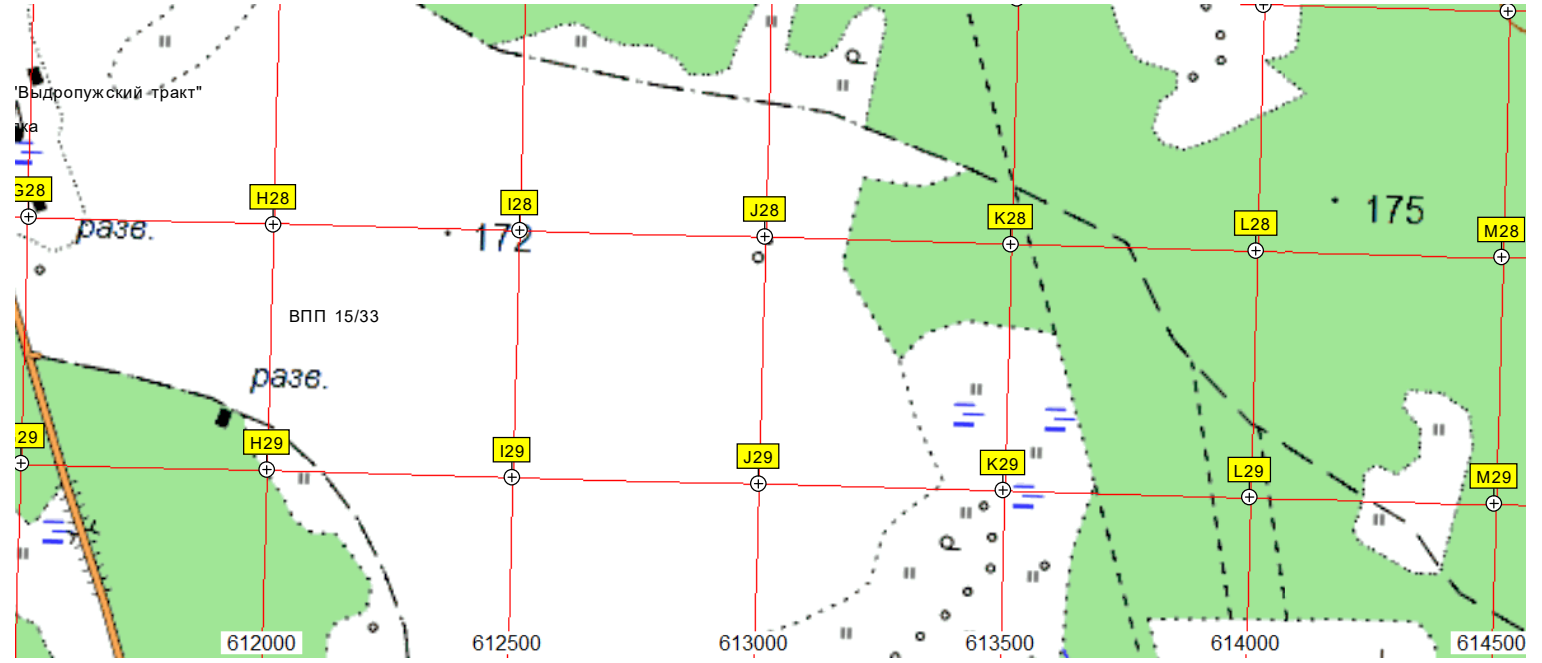 "Выдропужский тракт"
ка
G28
H28
I28
J28
K28
L28
M28
разв.
172
175
ВПП 15/33
разв.
29
H29
I29
J29
K29
L29
M29
612000
612500
613000
613500
614000
614500